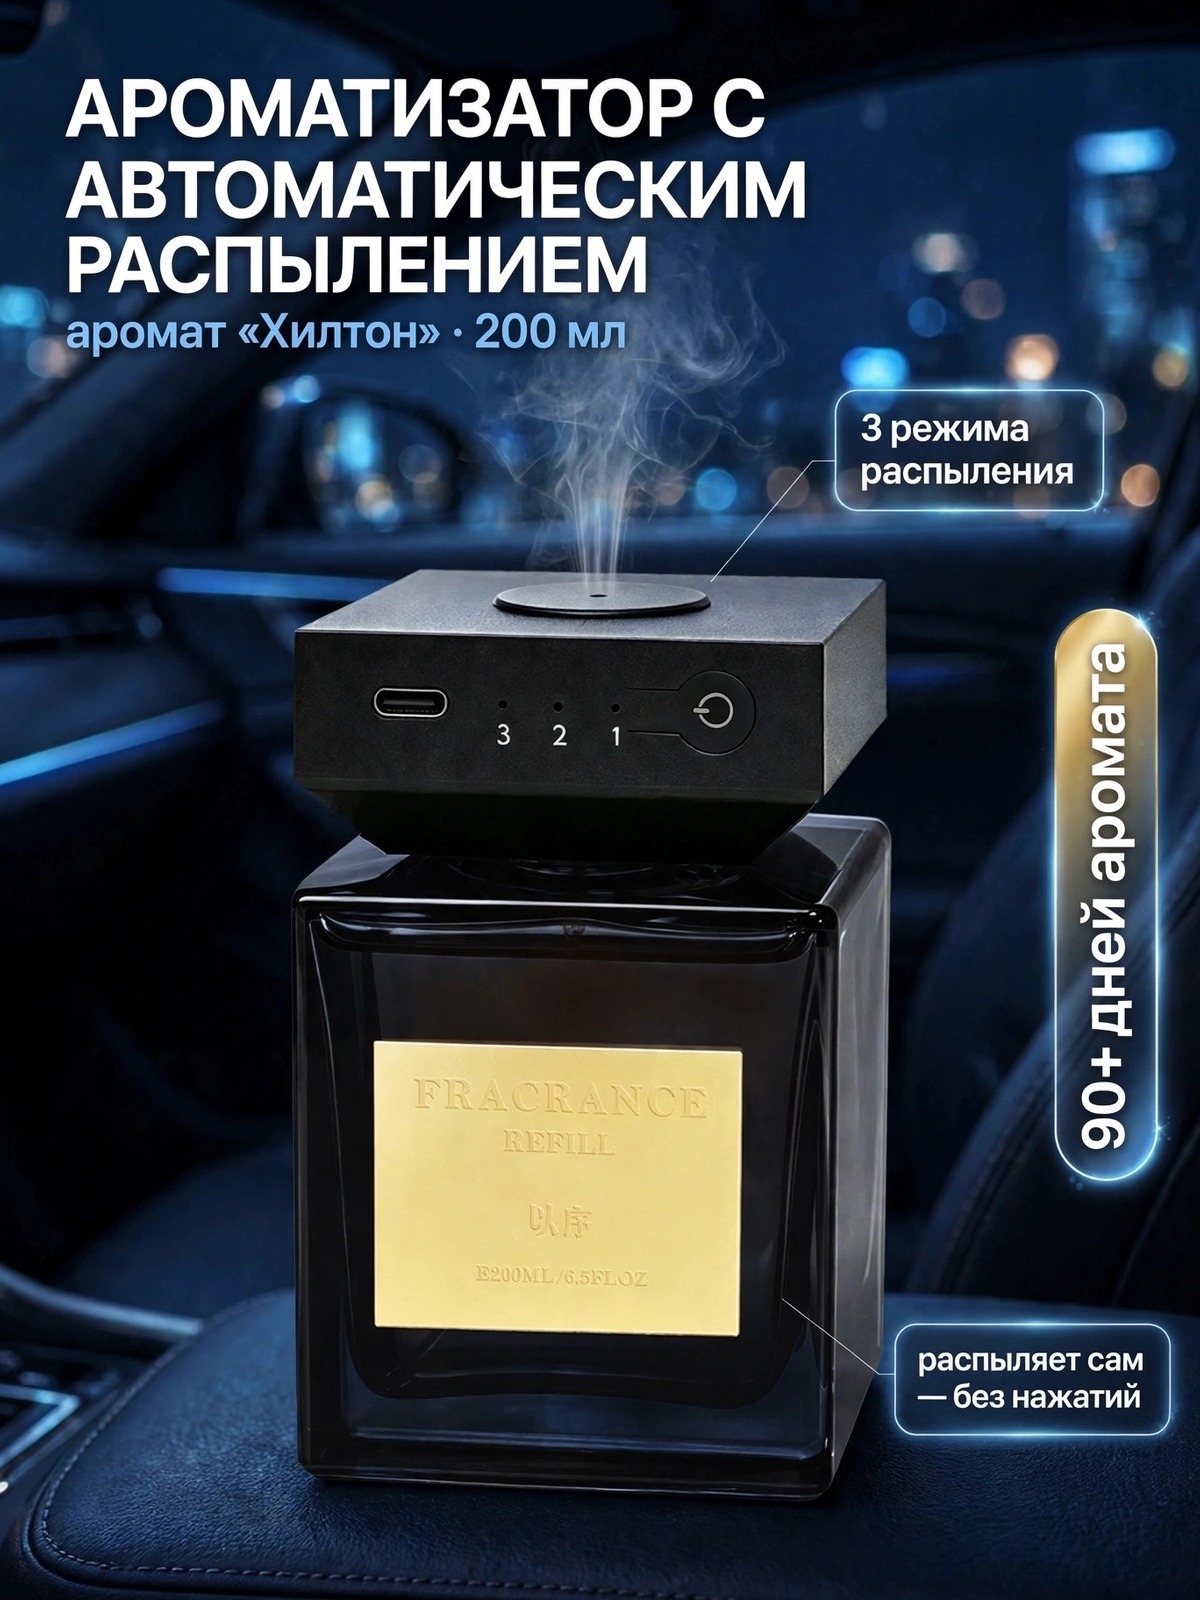 АРОМАТИЗАТОР С
АВТОМАТИЧЕСКИМ
РАСПЫЛЕНИЕМ
аромат «Хилтон» · 200 мл
3 режима
распыления
3 2 1
90+ дней аромата
FRAGRANCE
REFILL
以序
E200ML/6.5FLOZ
распыляет сам
— без нажатий